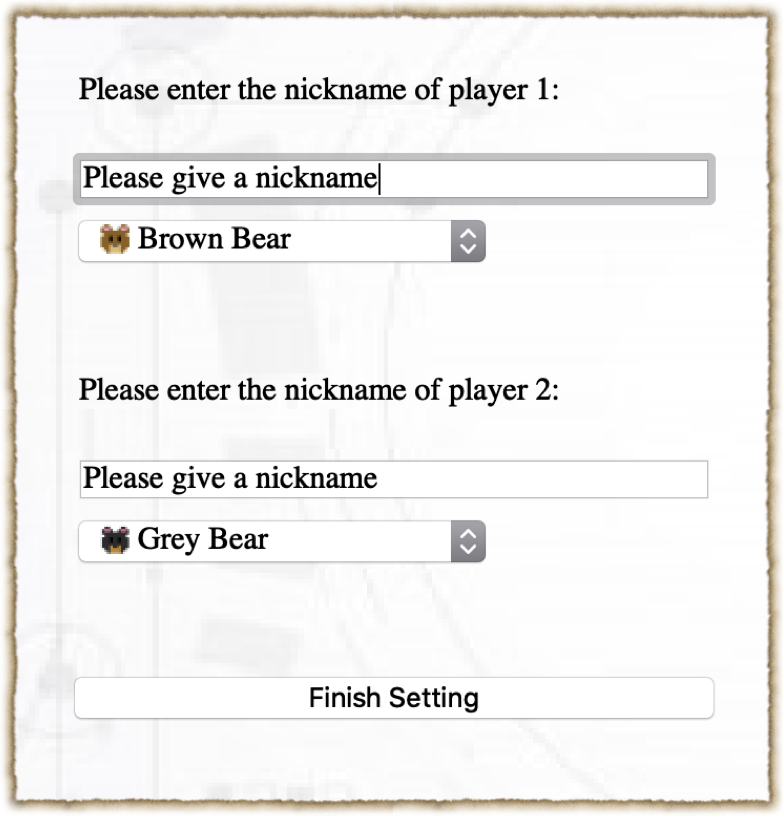 Please enter the nickname of player 1:
Please give a nickname
Brown Bear
Please enter the nickname of player 2:
Please give a nickname
Grey Bear
Finish Setting